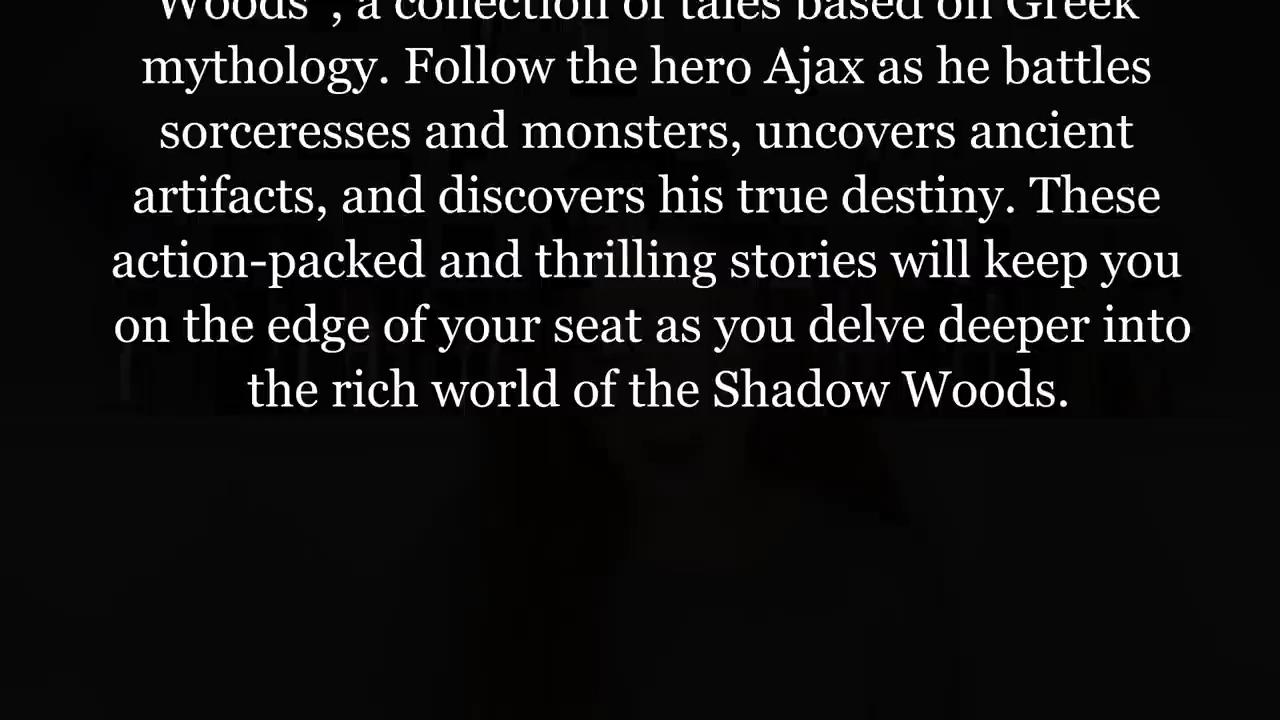 Woods", a collection of tales based on Greek
mythology. Follow the hero Ajax as he battles
sorceresses and monsters, uncovers ancient
artifacts, and discovers his true destiny. These
action-packed and thrilling stories will keep you
on the edge of your seat as you delve deeper into
the rich world of the Shadow Woods.